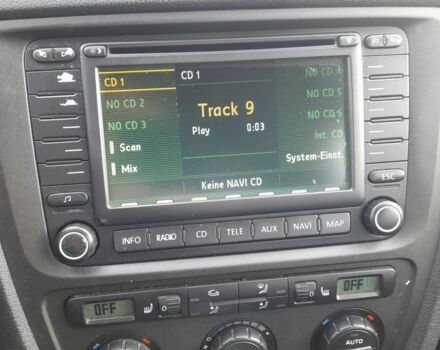 CD 1
CD 1
NO CD 4
NO CD 2
NO CD 5
Track 9
NO CD 3
NO CD 6
Play 0:03
Scan
Int. CD
Mix
System-Einst.
Keine NAVI CD
ESC
INFO RADIO CD TELE AUX NAVI MAP
OFF
OFF
AUTO